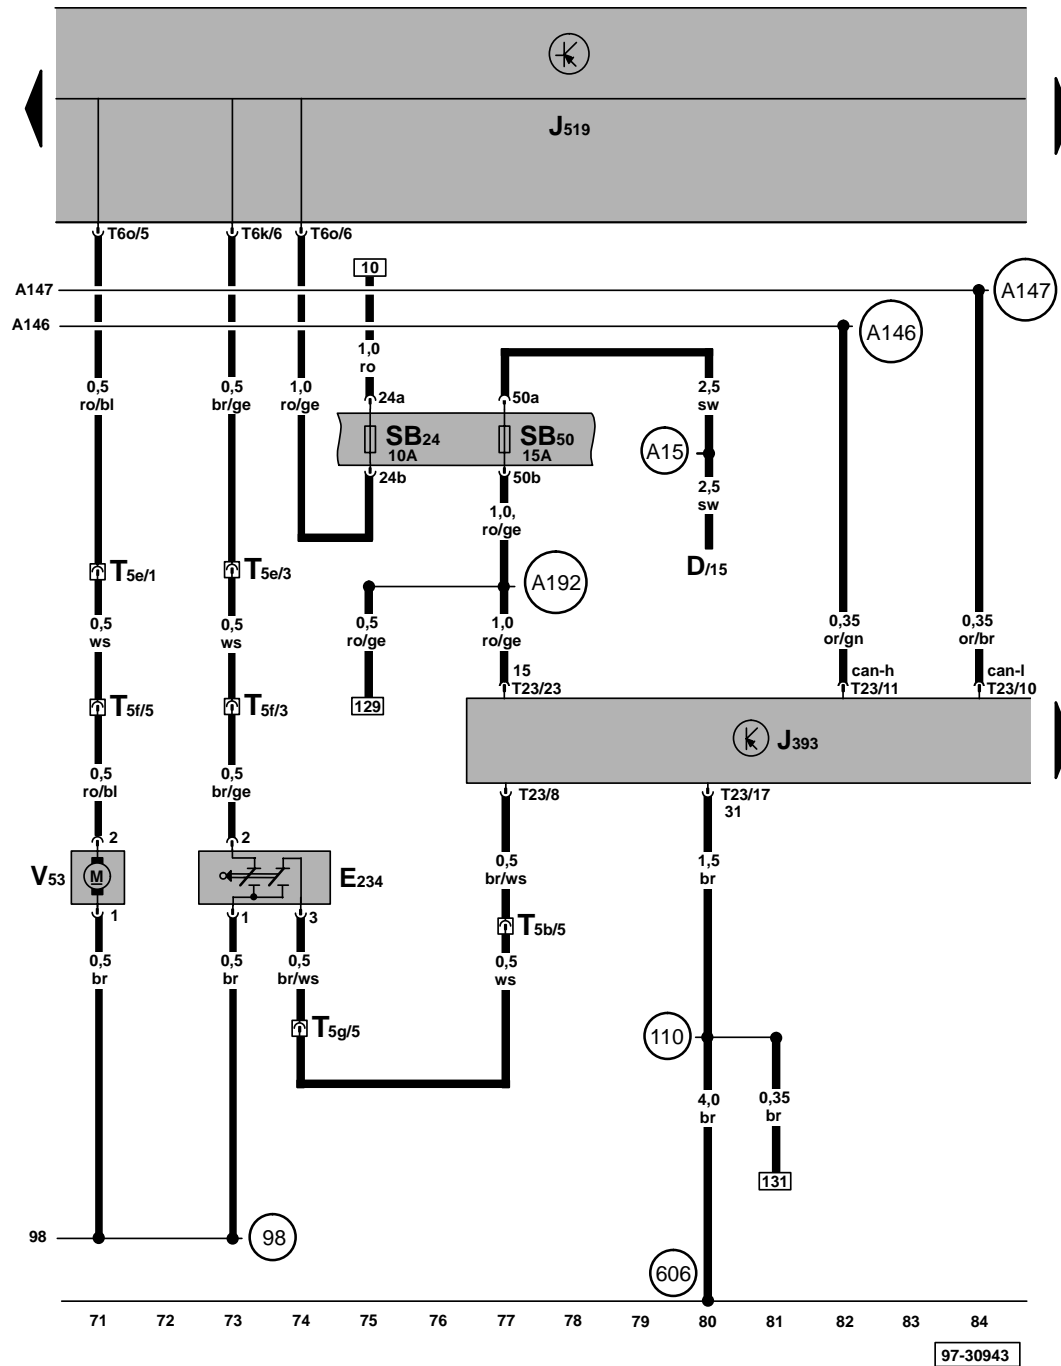 J519
T6o/5 T6k/6 T6o/6
10
A147 A147
A146 A146
1,0
ro
0,5
ro/bl
0,5
br/ge
1,0
ro/ge
2,5
sw
24a 50a
SB24
10A
SB50
15A
A15
24b 50b
2,5
sw
1,0,
ro/ge
D/15
T5e/1 T5e/3
A192
0,5
ws
0,5
ws
0,5
ro/ge
1,0
ro/ge
0,35
or/gn
0,35
or/br
15
T23/23
can-h
T23/11
can-l
T23/10
T5f/5 T5f/3
129
J393
0,5
ro/bl
0,5
br/ge
T23/8
T23/17
31
2 2
V53
M
E234
0,5
br/ws
1,5
br
1 1 3
T5b/5
0,5
br
0,5
br
0,5
br/ws
0,5
ws
T5g/5
110
4,0
br
0,35
br
131
98 98
606
71 72 73 74 75 76 77 78 79 80 81 82 83 84
97-30943